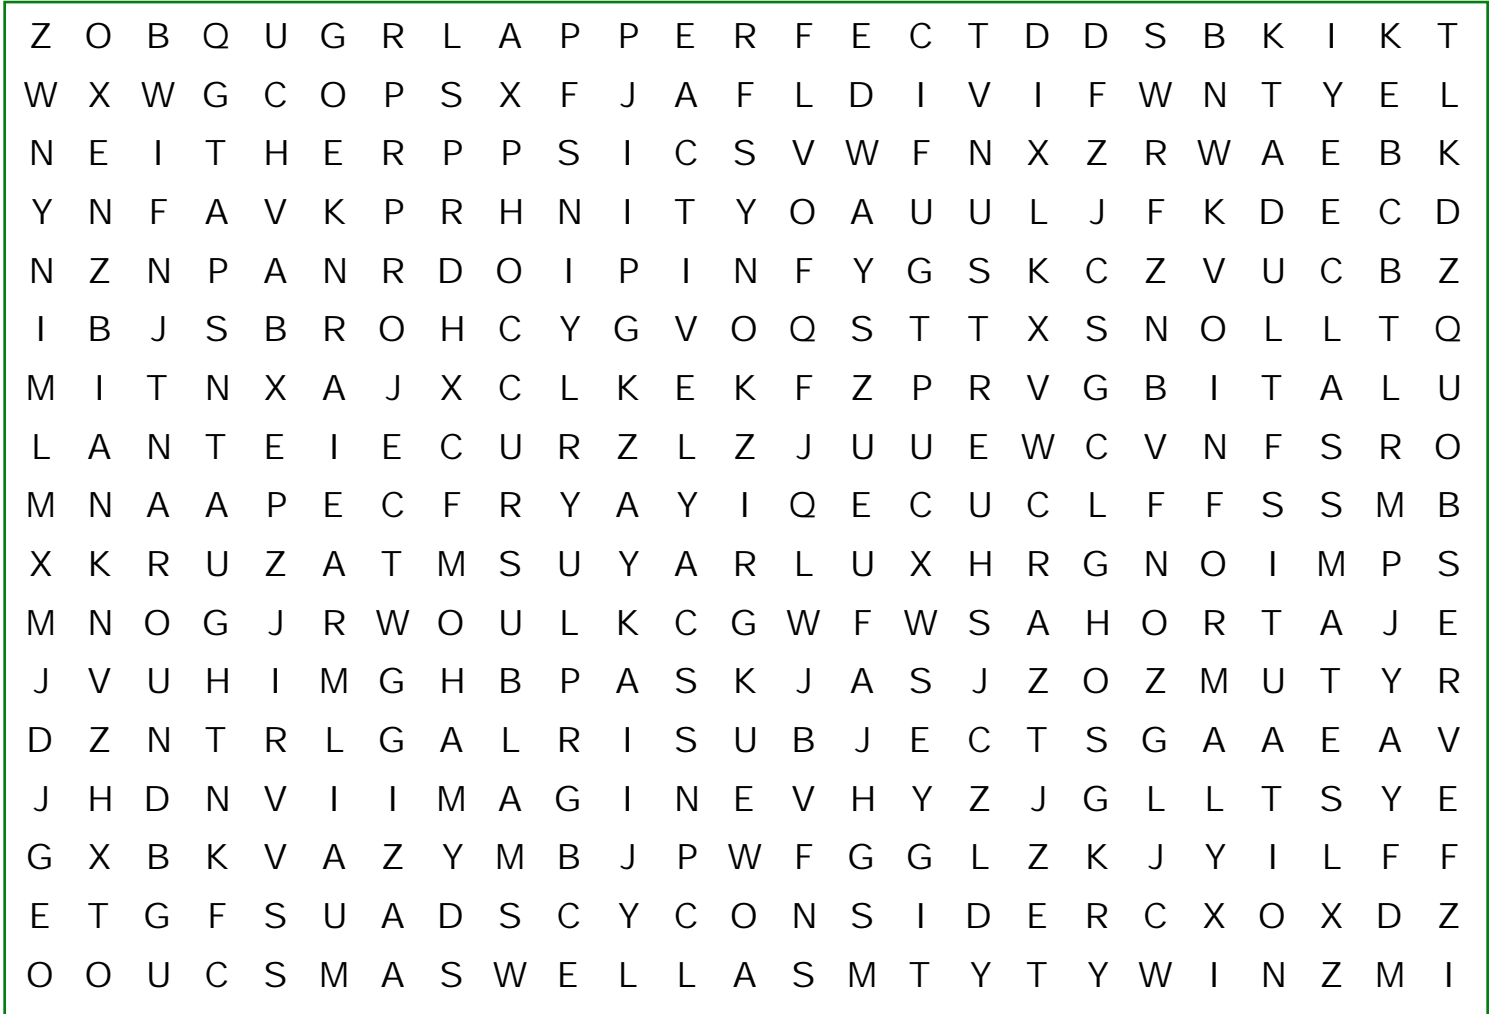 Z O B Q U G R L A P P E R F E C T D D S B K I K T
W X W G C O P S X F J A F L D I V I F W N T Y E L
N E I T H E R P P S I C S V W F N X Z R W A E B K
Y N F A V K P R H N I T Y O A U U L J F K D E C D
N Z N P A N R D O I P I N F Y G S K C Z V U C B Z
I B J S B R O H C Y G V O Q S T T X S N O L L T Q
M I T N X A J X C L K E K F Z P R V G B I T A L U
L A N T E I E C U R Z L Z J U U E W C V N F S R O
M N A A P E C F R Y A Y I Q E C U C L F F S S M B
X K R U Z A T M S U Y A R L U X H R G N O I M P S
M N O G J R W O U L K C G W F W S A H O R T A J E
J V U H I M G H B P A S K J A S J Z O Z M U T Y R
D Z N T R L G A L R I S U B J E C T S G A A E A V
J H D N V I I M A G I N E V H Y Z J G L L T S Y E
G X B K V A Z Y M B J P W F G G L Z K J Y I L F F
E T G F S U A D S C Y C O N S I D E R C X O X D Z
O O U C S M A S W E L L A S M T Y T Y W I N Z M I